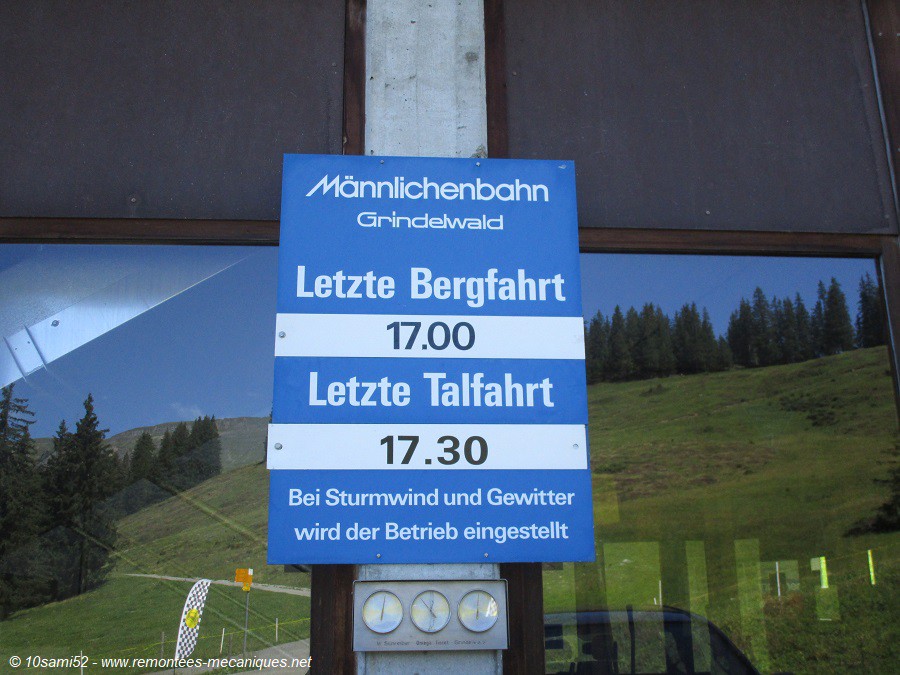 Männlichenbahn
Grindelwald
Letzte Bergfahrt
17.00
Letzte Talfahrt
17.30
Bei Sturmwind und Gewitter
wird der Betrieb eingestellt
© 10sami52 - www.remontées-mecaniques.net